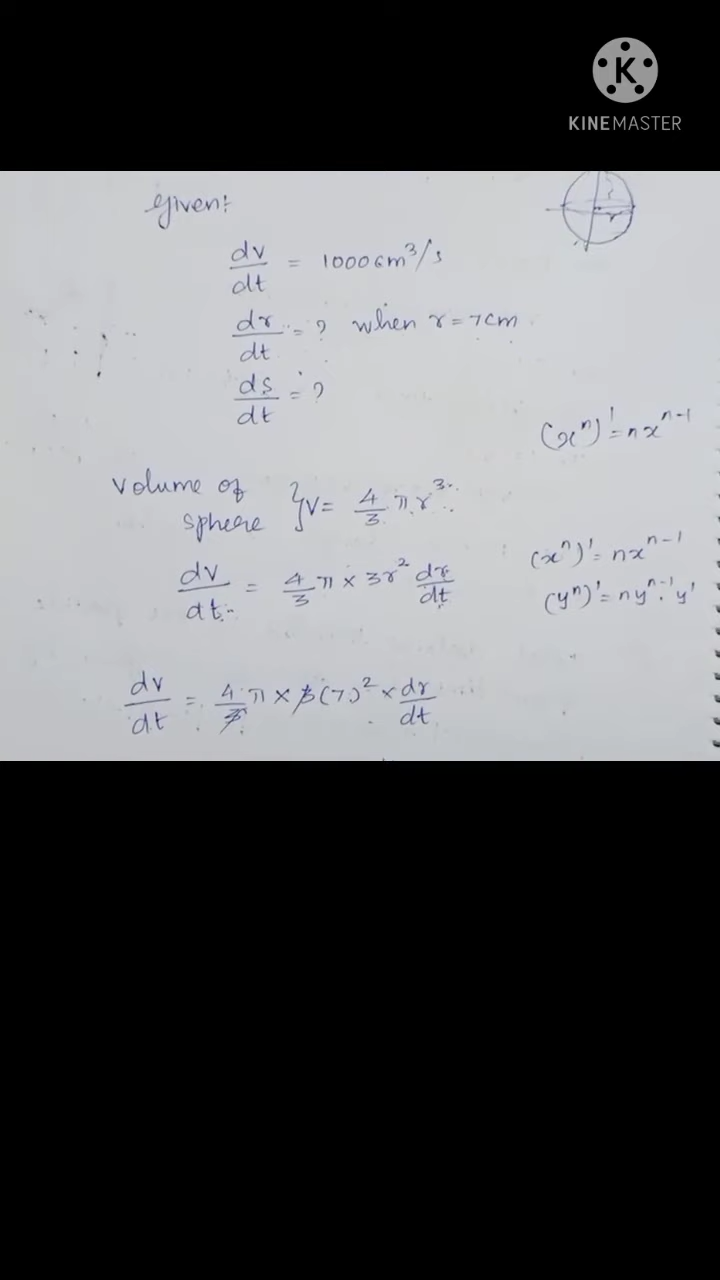 KINEMASTER
Given:
dv/dt = 1000 cm³/s
dr/dt = ? when r = 7cm
ds/dt = ?
(xⁿ)' = nxⁿ⁻¹
Volume of sphere } V = 4/3 πr³
(xⁿ)' = nxⁿ⁻¹
dv/dt = 4/3 π × 3r² dr/dt
(yⁿ)' = nyⁿ⁻¹. y'
dv/dt = 4/3 π × 3(7)² × dr/dt